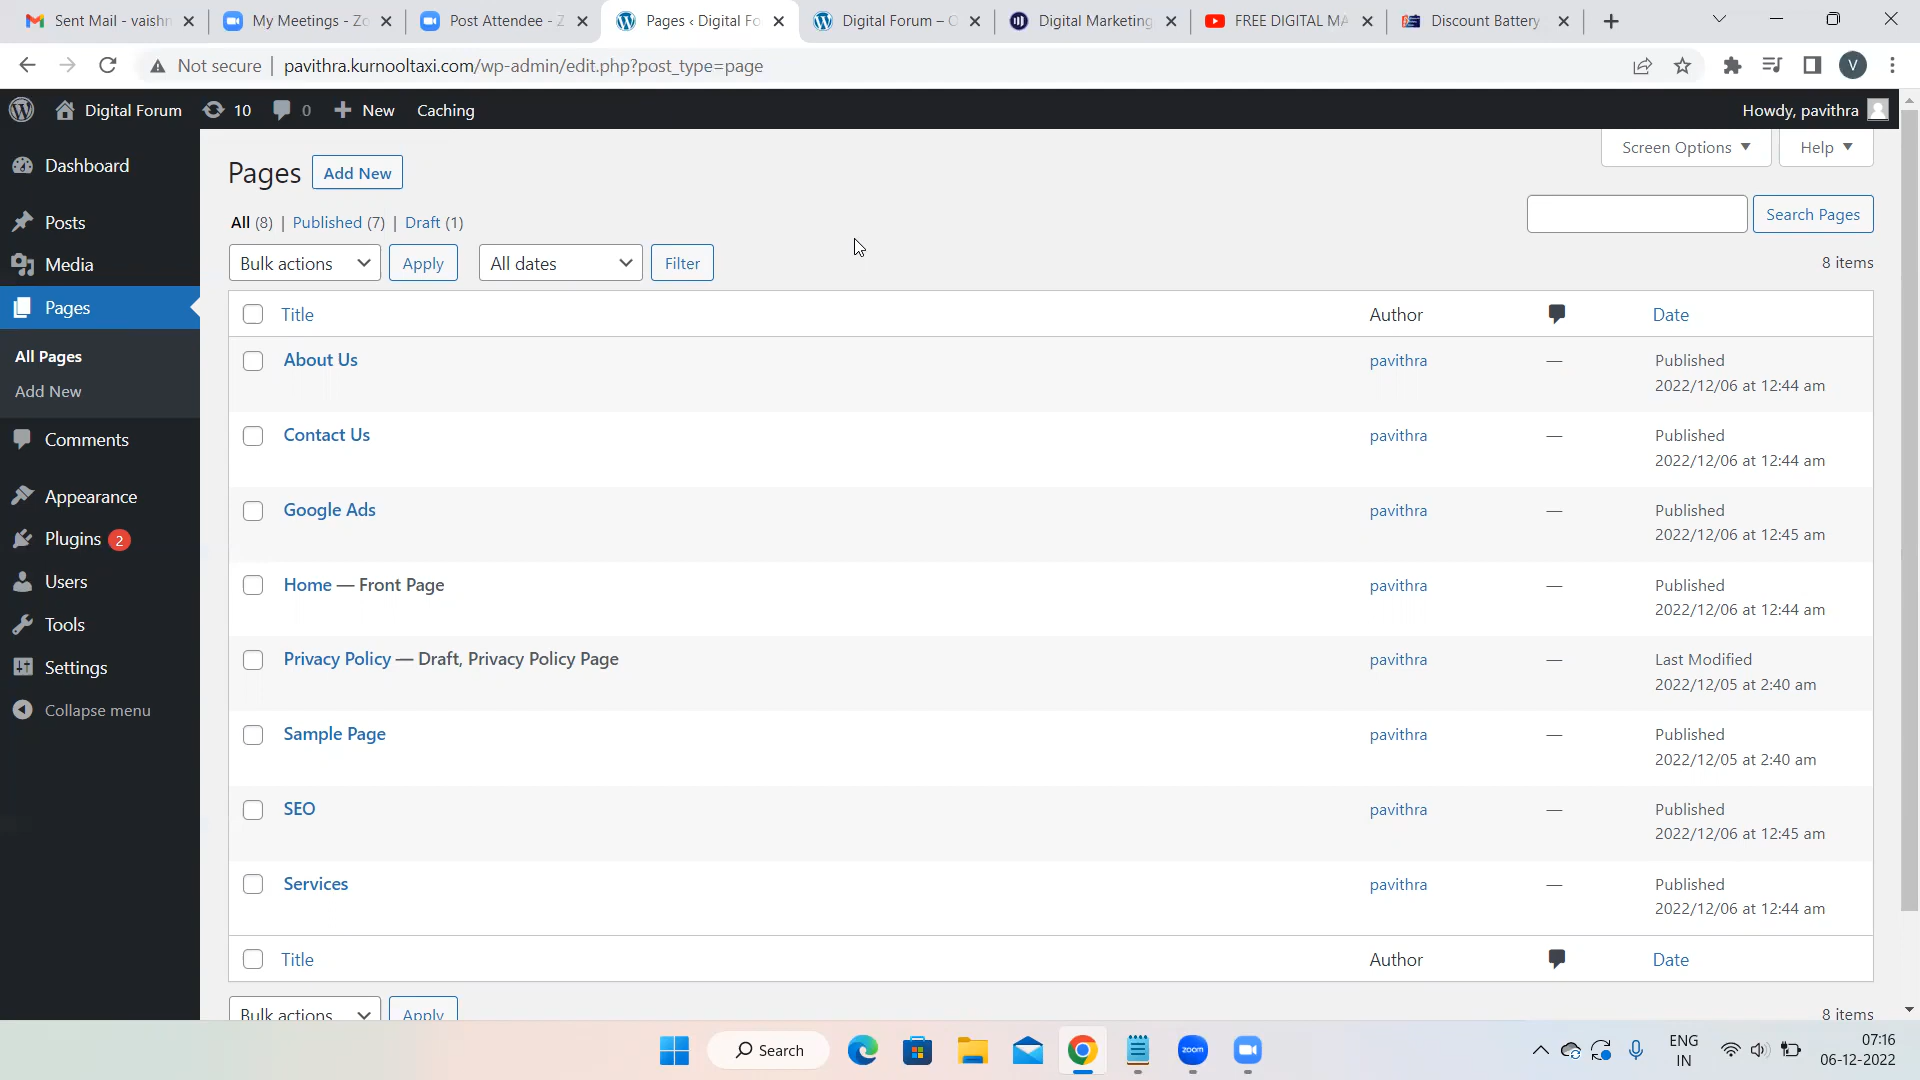 Sent Mail - vaishn
My Meetings - Zo
Post Attendee - Z
Pages ‹ Digital Fo
Digital Forum – O
Digital Marketing
FREE DIGITAL MA
Discount Battery
Not secure
pavithra.kurnooltaxi.com/wp-admin/edit.php?post_type=page
V
Digital Forum
10
0
New
Caching
Howdy, pavithra
Dashboard
Posts
Media
Pages
All Pages
Add New
Comments
Appearance
Plugins 2
Users
Tools
Settings
Collapse menu
Screen Options
Help
Pages
Add New
All (8) | Published (7) | Draft (1)
Search Pages
Bulk actions
Apply
All dates
Filter
8 items
Title Author Date
About Us pavithra — Published
2022/12/06 at 12:44 am
Contact Us pavithra — Published
2022/12/06 at 12:44 am
Google Ads pavithra — Published
2022/12/06 at 12:45 am
Home — Front Page pavithra — Published
2022/12/06 at 12:44 am
Privacy Policy — Draft, Privacy Policy Page pavithra — Last Modified
2022/12/05 at 2:40 am
Sample Page pavithra — Published
2022/12/05 at 2:40 am
SEO pavithra — Published
2022/12/06 at 12:45 am
Services pavithra — Published
2022/12/06 at 12:44 am
Title Author Date
Bulk actions
Apply
8 items
Search
zoom
ENG
IN
07:16
06-12-2022